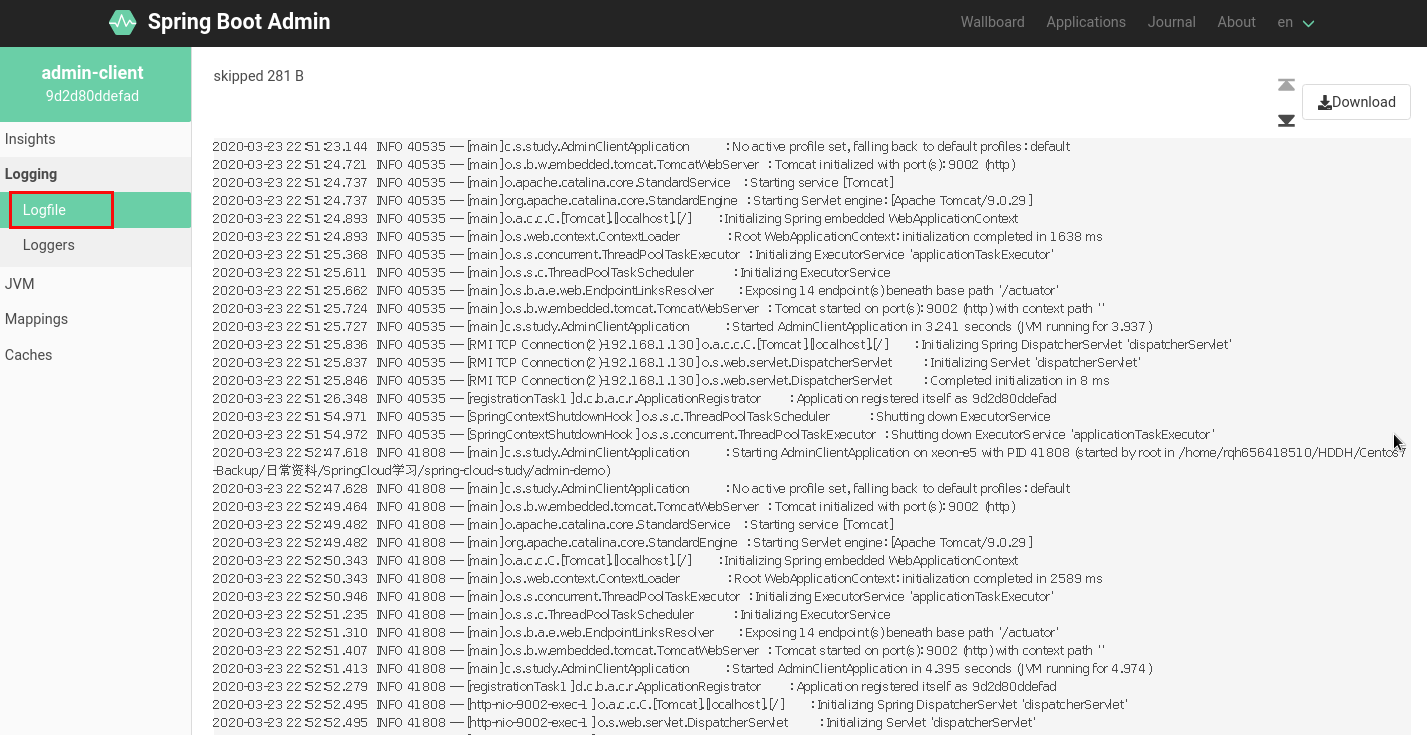 Spring Boot Admin
Wallboard Applications Journal About en
admin-client
9d2d80ddefad
Insights
Logging
Logfile
Loggers
JVM
Mappings
Caches
skipped 281 B
Download
2020-03-23 22:51:23.144 INFO 40535 --- [main] c.s.study.AdminClientApplication : No active profile set, falling back to default profiles: default
2020-03-23 22:51:24.721 INFO 40535 --- [main] o.s.b.w.embedded.tomcat.TomcatWebServer : Tomcat initialized with port(s): 9002 (http)
2020-03-23 22:51:24.737 INFO 40535 --- [main] o.apache.catalina.core.StandardService : Starting service [Tomcat]
2020-03-23 22:51:24.737 INFO 40535 --- [main] org.apache.catalina.core.StandardEngine : Starting Servlet engine: [Apache Tomcat/9.0.29]
2020-03-23 22:51:24.893 INFO 40535 --- [main] o.a.c.c.C.[Tomcat].[localhost].[/] : Initializing Spring embedded WebApplicationContext
2020-03-23 22:51:24.893 INFO 40535 --- [main] o.s.web.context.ContextLoader : Root WebApplicationContext: initialization completed in 1638 ms
2020-03-23 22:51:25.368 INFO 40535 --- [main] o.s.s.concurrent.ThreadPoolTaskExecutor : Initializing ExecutorService 'applicationTaskExecutor'
2020-03-23 22:51:25.611 INFO 40535 --- [main] o.s.s.c.ThreadPoolTaskScheduler : Initializing ExecutorService
2020-03-23 22:51:25.662 INFO 40535 --- [main] o.s.b.a.e.web.EndpointLinksResolver : Exposing 14 endpoint(s) beneath base path '/actuator'
2020-03-23 22:51:25.724 INFO 40535 --- [main] o.s.b.w.embedded.tomcat.TomcatWebServer : Tomcat started on port(s): 9002 (http) with context path ''
2020-03-23 22:51:25.727 INFO 40535 --- [main] c.s.study.AdminClientApplication : Started AdminClientApplication in 3.241 seconds (JVM running for 3.937)
2020-03-23 22:51:25.836 INFO 40535 --- [RMI TCP Connection(2)-192.168.1.130] o.a.c.c.C.[Tomcat].[localhost].[/] : Initializing Spring DispatcherServlet 'dispatcherServlet'
2020-03-23 22:51:25.837 INFO 40535 --- [RMI TCP Connection(2)-192.168.1.130] o.s.web.servlet.DispatcherServlet : Initializing Servlet 'dispatcherServlet'
2020-03-23 22:51:25.846 INFO 40535 --- [RMI TCP Connection(2)-192.168.1.130] o.s.web.servlet.DispatcherServlet : Completed initialization in 8 ms
2020-03-23 22:51:26.348 INFO 40535 --- [registrationTask1] d.c.b.a.c.r.ApplicationRegistrator : Application registered itself as 9d2d80ddefad
2020-03-23 22:51:54.971 INFO 40535 --- [SpringContextShutdownHook] o.s.s.c.ThreadPoolTaskScheduler : Shutting down ExecutorService
2020-03-23 22:51:54.972 INFO 40535 --- [SpringContextShutdownHook] o.s.s.concurrent.ThreadPoolTaskExecutor : Shutting down ExecutorService 'applicationTaskExecutor'
2020-03-23 22:52:47.618 INFO 41808 --- [main] c.s.study.AdminClientApplication : Starting AdminClientApplication on xeon-e5 with PID 41808 (started by root in /home/rqh656418510/HDDH/Centos7
-Backup/日常资料/SpringCloud学习/spring-cloud-study/admin-demo)
2020-03-23 22:52:47.628 INFO 41808 --- [main] c.s.study.AdminClientApplication : No active profile set, falling back to default profiles: default
2020-03-23 22:52:49.464 INFO 41808 --- [main] o.s.b.w.embedded.tomcat.TomcatWebServer : Tomcat initialized with port(s): 9002 (http)
2020-03-23 22:52:49.482 INFO 41808 --- [main] o.apache.catalina.core.StandardService : Starting service [Tomcat]
2020-03-23 22:52:49.482 INFO 41808 --- [main] org.apache.catalina.core.StandardEngine : Starting Servlet engine: [Apache Tomcat/9.0.29]
2020-03-23 22:52:50.343 INFO 41808 --- [main] o.a.c.c.C.[Tomcat].[localhost].[/] : Initializing Spring embedded WebApplicationContext
2020-03-23 22:52:50.343 INFO 41808 --- [main] o.s.web.context.ContextLoader : Root WebApplicationContext: initialization completed in 2589 ms
2020-03-23 22:52:50.946 INFO 41808 --- [main] o.s.s.concurrent.ThreadPoolTaskExecutor : Initializing ExecutorService 'applicationTaskExecutor'
2020-03-23 22:52:51.235 INFO 41808 --- [main] o.s.s.c.ThreadPoolTaskScheduler : Initializing ExecutorService
2020-03-23 22:52:51.310 INFO 41808 --- [main] o.s.b.a.e.web.EndpointLinksResolver : Exposing 14 endpoint(s) beneath base path '/actuator'
2020-03-23 22:52:51.407 INFO 41808 --- [main] o.s.b.w.embedded.tomcat.TomcatWebServer : Tomcat started on port(s): 9002 (http) with context path ''
2020-03-23 22:52:51.413 INFO 41808 --- [main] c.s.study.AdminClientApplication : Started AdminClientApplication in 4.395 seconds (JVM running for 4.974)
2020-03-23 22:52:52.279 INFO 41808 --- [registrationTask1] d.c.b.a.c.r.ApplicationRegistrator : Application registered itself as 9d2d80ddefad
2020-03-23 22:52:52.495 INFO 41808 --- [http-nio-9002-exec-1] o.a.c.c.C.[Tomcat].[localhost].[/] : Initializing Spring DispatcherServlet 'dispatcherServlet'
2020-03-23 22:52:52.495 INFO 41808 --- [http-nio-9002-exec-1] o.s.web.servlet.DispatcherServlet : Initializing Servlet 'dispatcherServlet'